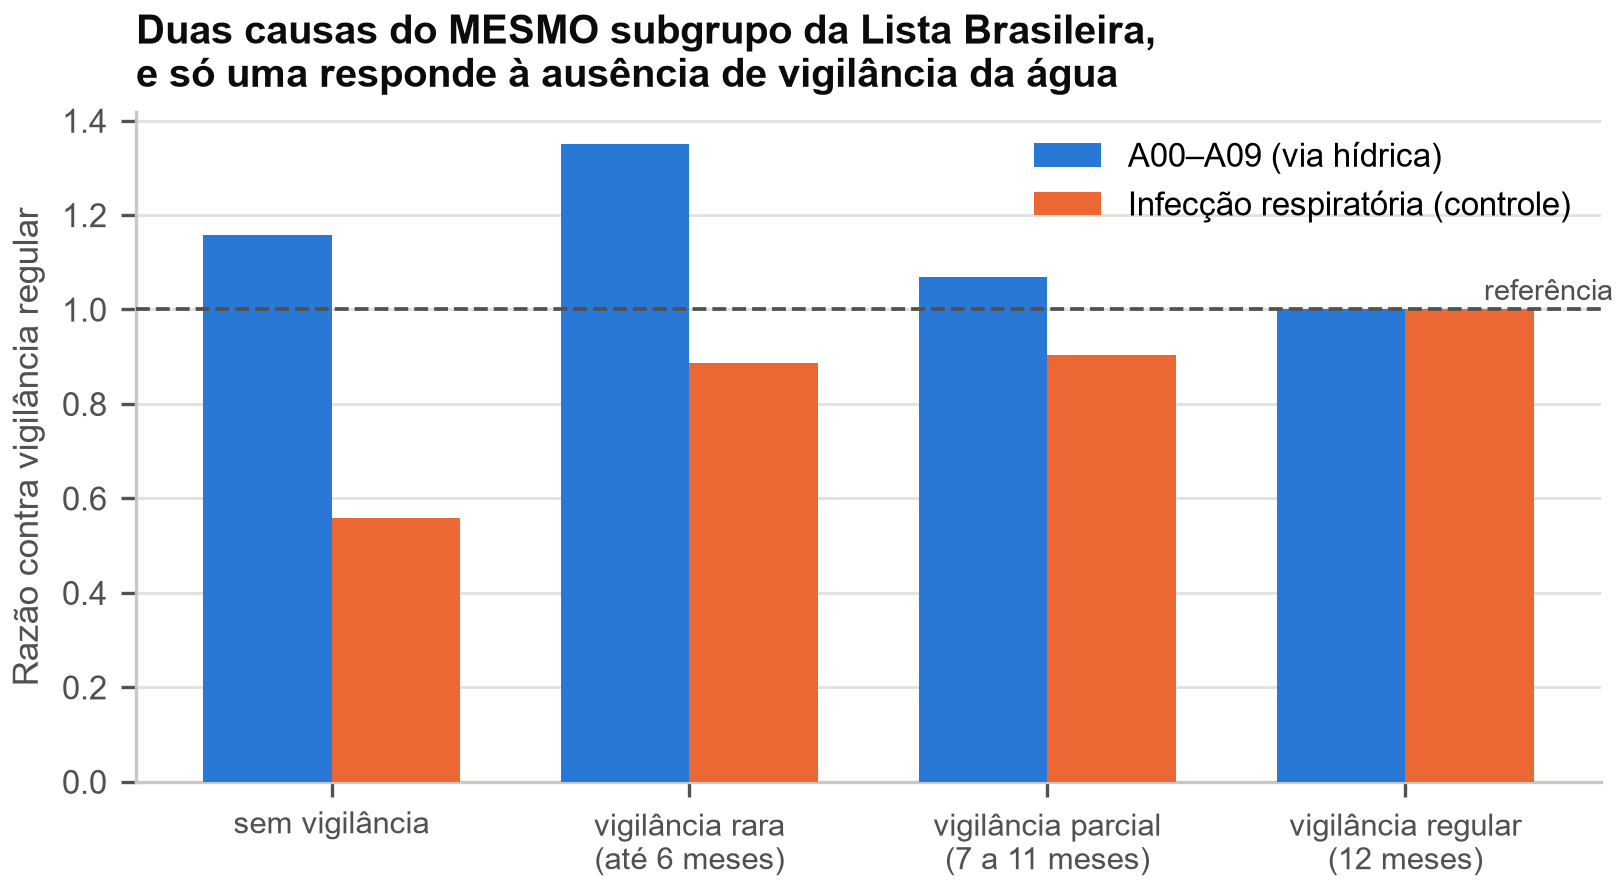 Duas causas do MESMO subgrupo da Lista Brasileira,
e só uma responde à ausência de vigilância da água
Razão contra vigilância regular
1.4
1.2
1.0
0.8
0.6
0.4
0.2
0.0
A00–A09 (via hídrica)
Infecção respiratória (controle)
referência
sem vigilância
vigilância rara
(até 6 meses)
vigilância parcial
(7 a 11 meses)
vigilância regular
(12 meses)